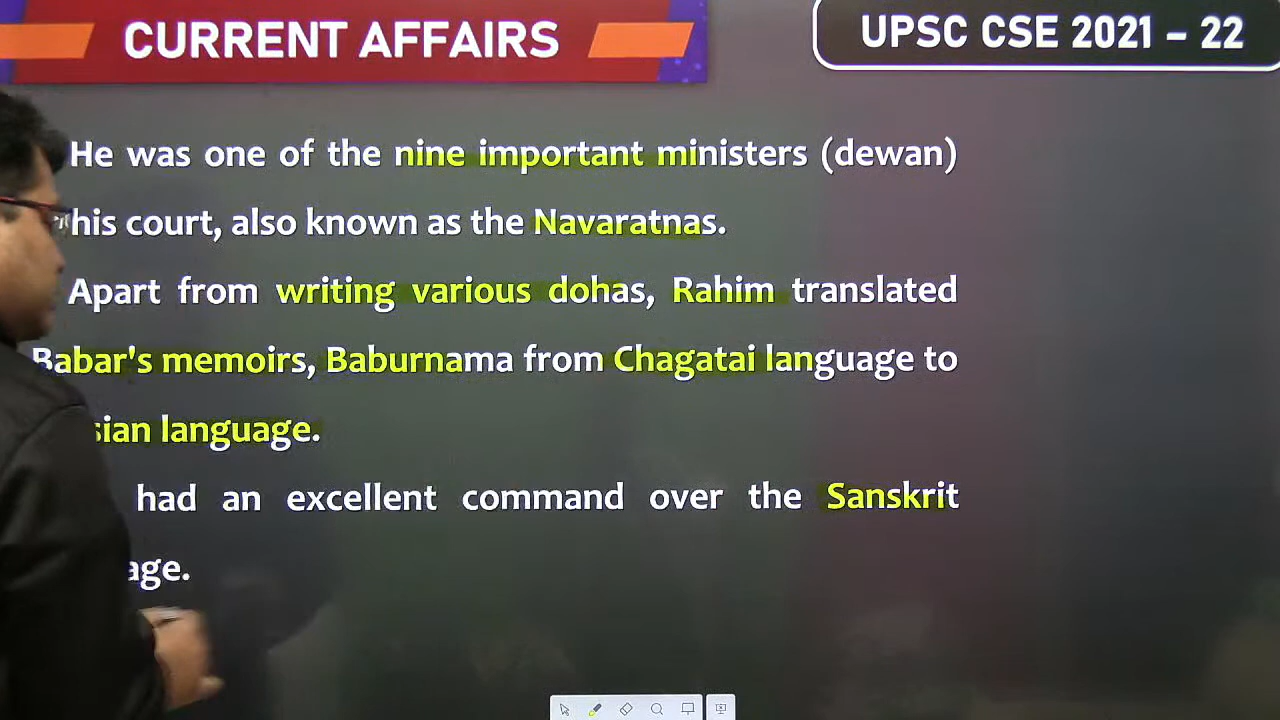 CURRENT AFFAIRS
UPSC CSE 2021 – 22
He was one of the nine important ministers (dewan)
his court, also known as the Navaratnas.
Apart from writing various dohas, Rahim translated
Babar's memoirs, Baburnama from Chagatai language to
sian language.
had an excellent command over the Sanskrit
age.